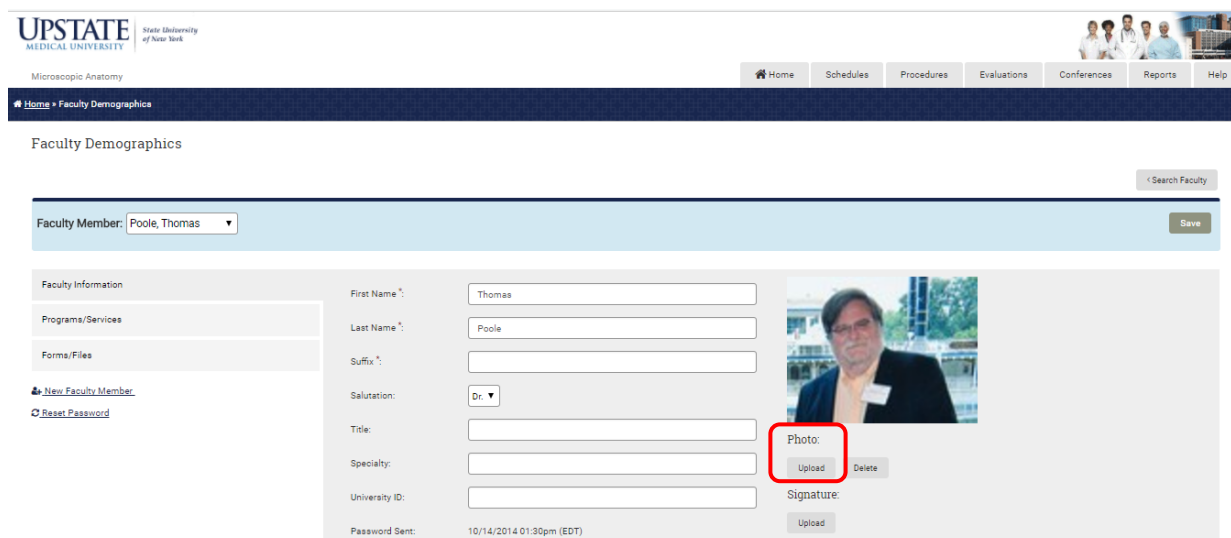 UPSTATE
MEDICAL UNIVERSITY
State University
of New York
Microscopic Anatomy
Home Schedules Procedures Evaluations Conferences Reports Help
Home » Faculty Demographics
Faculty Demographics
‹ Search Faculty
Faculty Member: Poole, Thomas ▼
Save
Faculty Information
Programs/Services
Forms/Files
New Faculty Member
Reset Password
First Name *: Thomas
Last Name *: Poole
Suffix *:
Salutation: Dr. ▼
Title:
Specialty:
University ID:
Password Sent: 10/14/2014 01:30pm (EDT)
Photo:
Upload Delete
Signature:
Upload